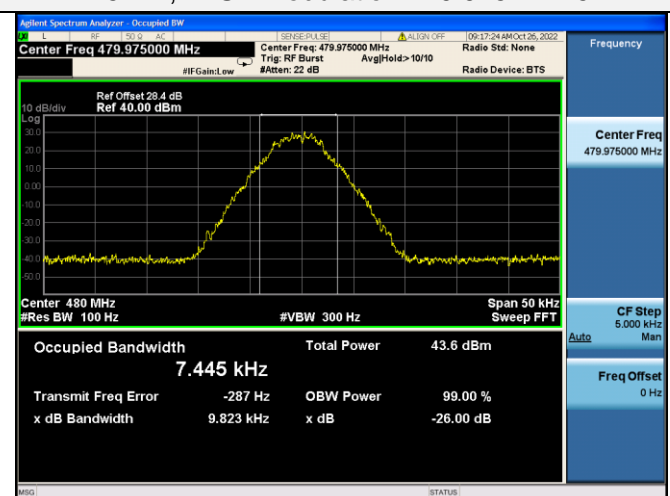 Agilent Spectrum Analyzer - Occupied BW
L RF 50 Ω AC SENSE:PULSE ALIGN OFF 09:17:24 AM Oct 26, 2022
Center Freq 479.975000 MHz
Center Freq: 479.975000 MHz
Radio Std: None
Trig: RF Burst Avg|Hold:>10/10
#IFGain:Low
#Atten: 22 dB
Radio Device: BTS
Ref Offset 28.4 dB
10 dB/div Ref 40.00 dBm
Log
30.0
20.0
10.0
0.00
-10.0
-20.0
-30.0
-40.0
-50.0
Center 480 MHz Span 50 kHz
#Res BW 100 Hz #VBW 300 Hz Sweep FFT
Occupied Bandwidth Total Power 43.6 dBm
7.445 kHz
Transmit Freq Error -287 Hz OBW Power 99.00 %
x dB Bandwidth 9.823 kHz x dB -26.00 dB
MSG STATUS
Frequency
Center Freq
479.975000 MHz
CF Step
5.000 kHz
Auto Man
Freq Offset
0 Hz